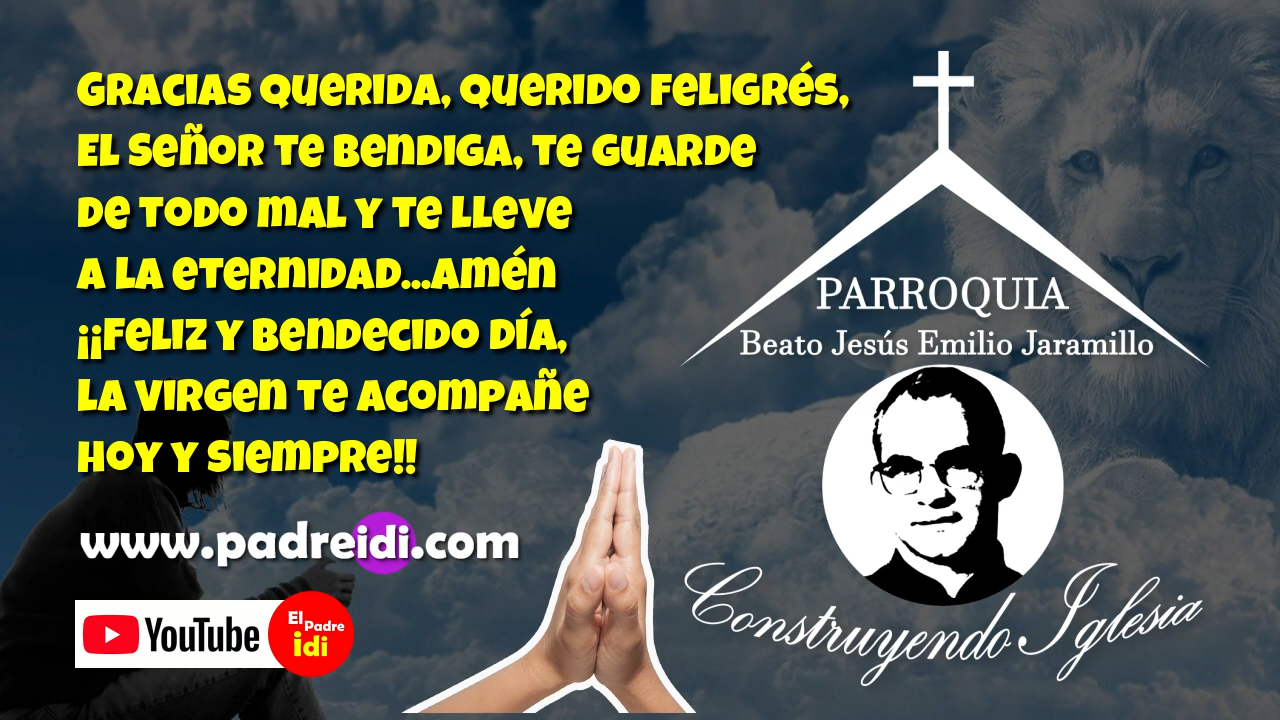 Gracias querida, querido feligrés,
El Señor te bendiga, te guarde
de todo mal y te lleve
a la eternidad...amén
¡¡Feliz y bendecido día,
la Virgen te acompañe
hoy y siempre!!
www.padreidi.com
YouTube
El Padre
idi
PARROQUIA
Beato Jesús Emilio Jaramillo
Construyendo Iglesia